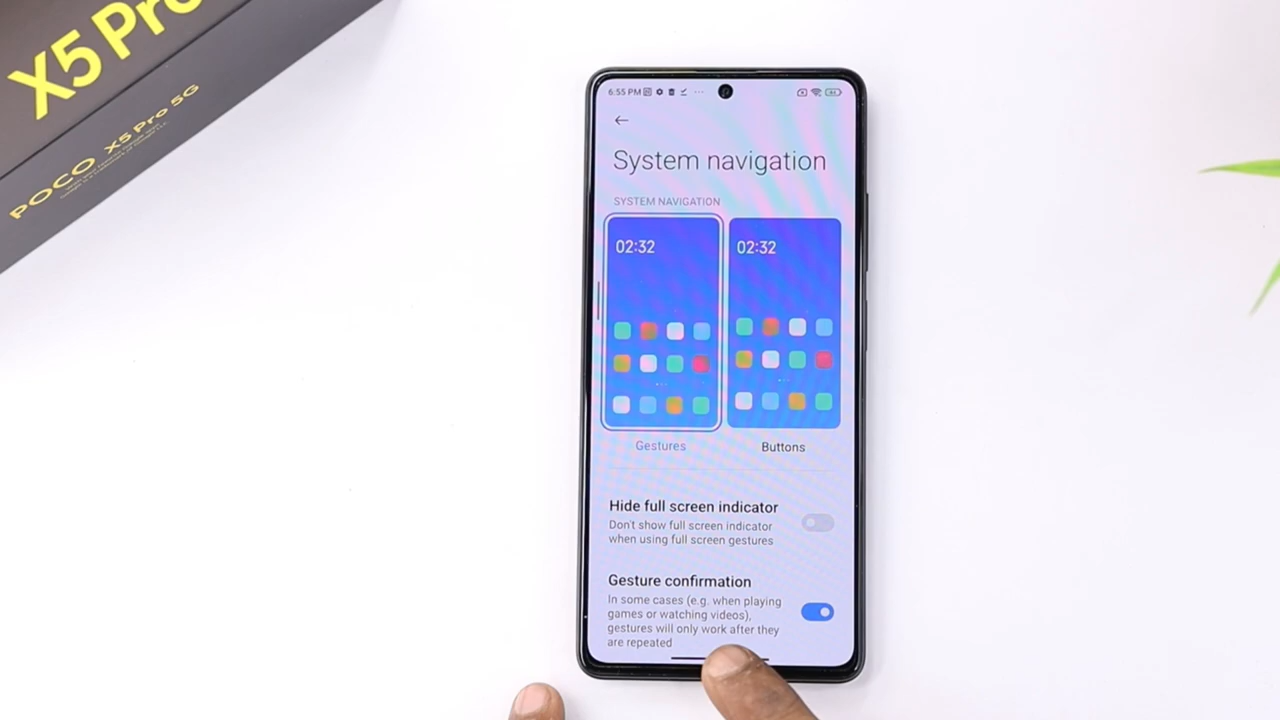 X5 Pro
POCO X5 Pro 5G
6:55 PM
System navigation
SYSTEM NAVIGATION
02:32
02:32
Gestures
Buttons
Hide full screen indicator
Don't show full screen indicator
when using full screen gestures
Gesture confirmation
In some cases (e.g. when playing
games or watching videos),
gestures will only work after they
are repeated